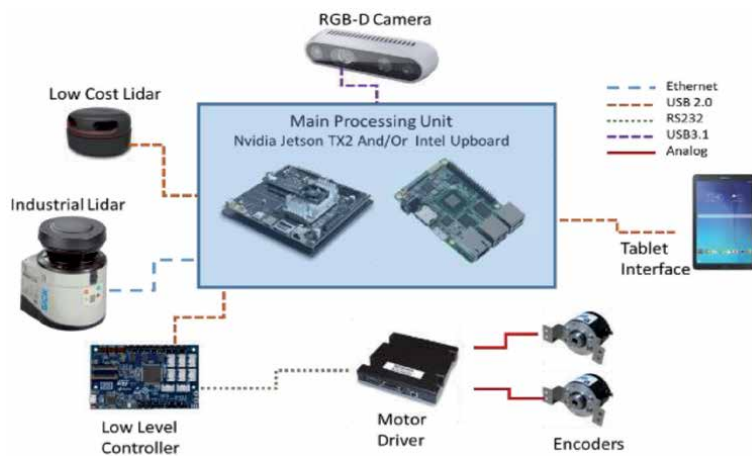 RGB-D Camera
Low Cost Lidar
Main Processing Unit
Nvidia Jetson TX2 And/Or Intel Upboard
Ethernet
USB 2.0
RS232
USB3.1
Analog
Industrial Lidar
SICK
Tablet
Interface
Low Level
Controller
Motor
Driver
Encoders